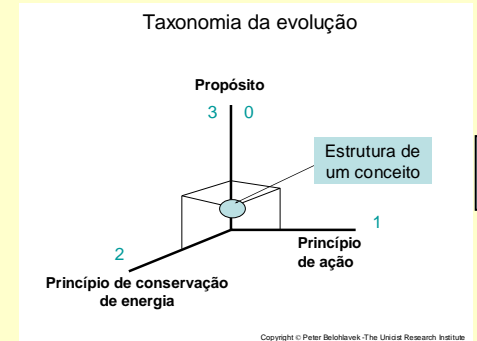 Taxonomia da evolução
Propósito
3 0
Estrutura de
um conceito
1
Princípio
de ação
2
Princípio de conservação
de energia
Copyright © Peter Belohlavek -The Unicist Research Institute